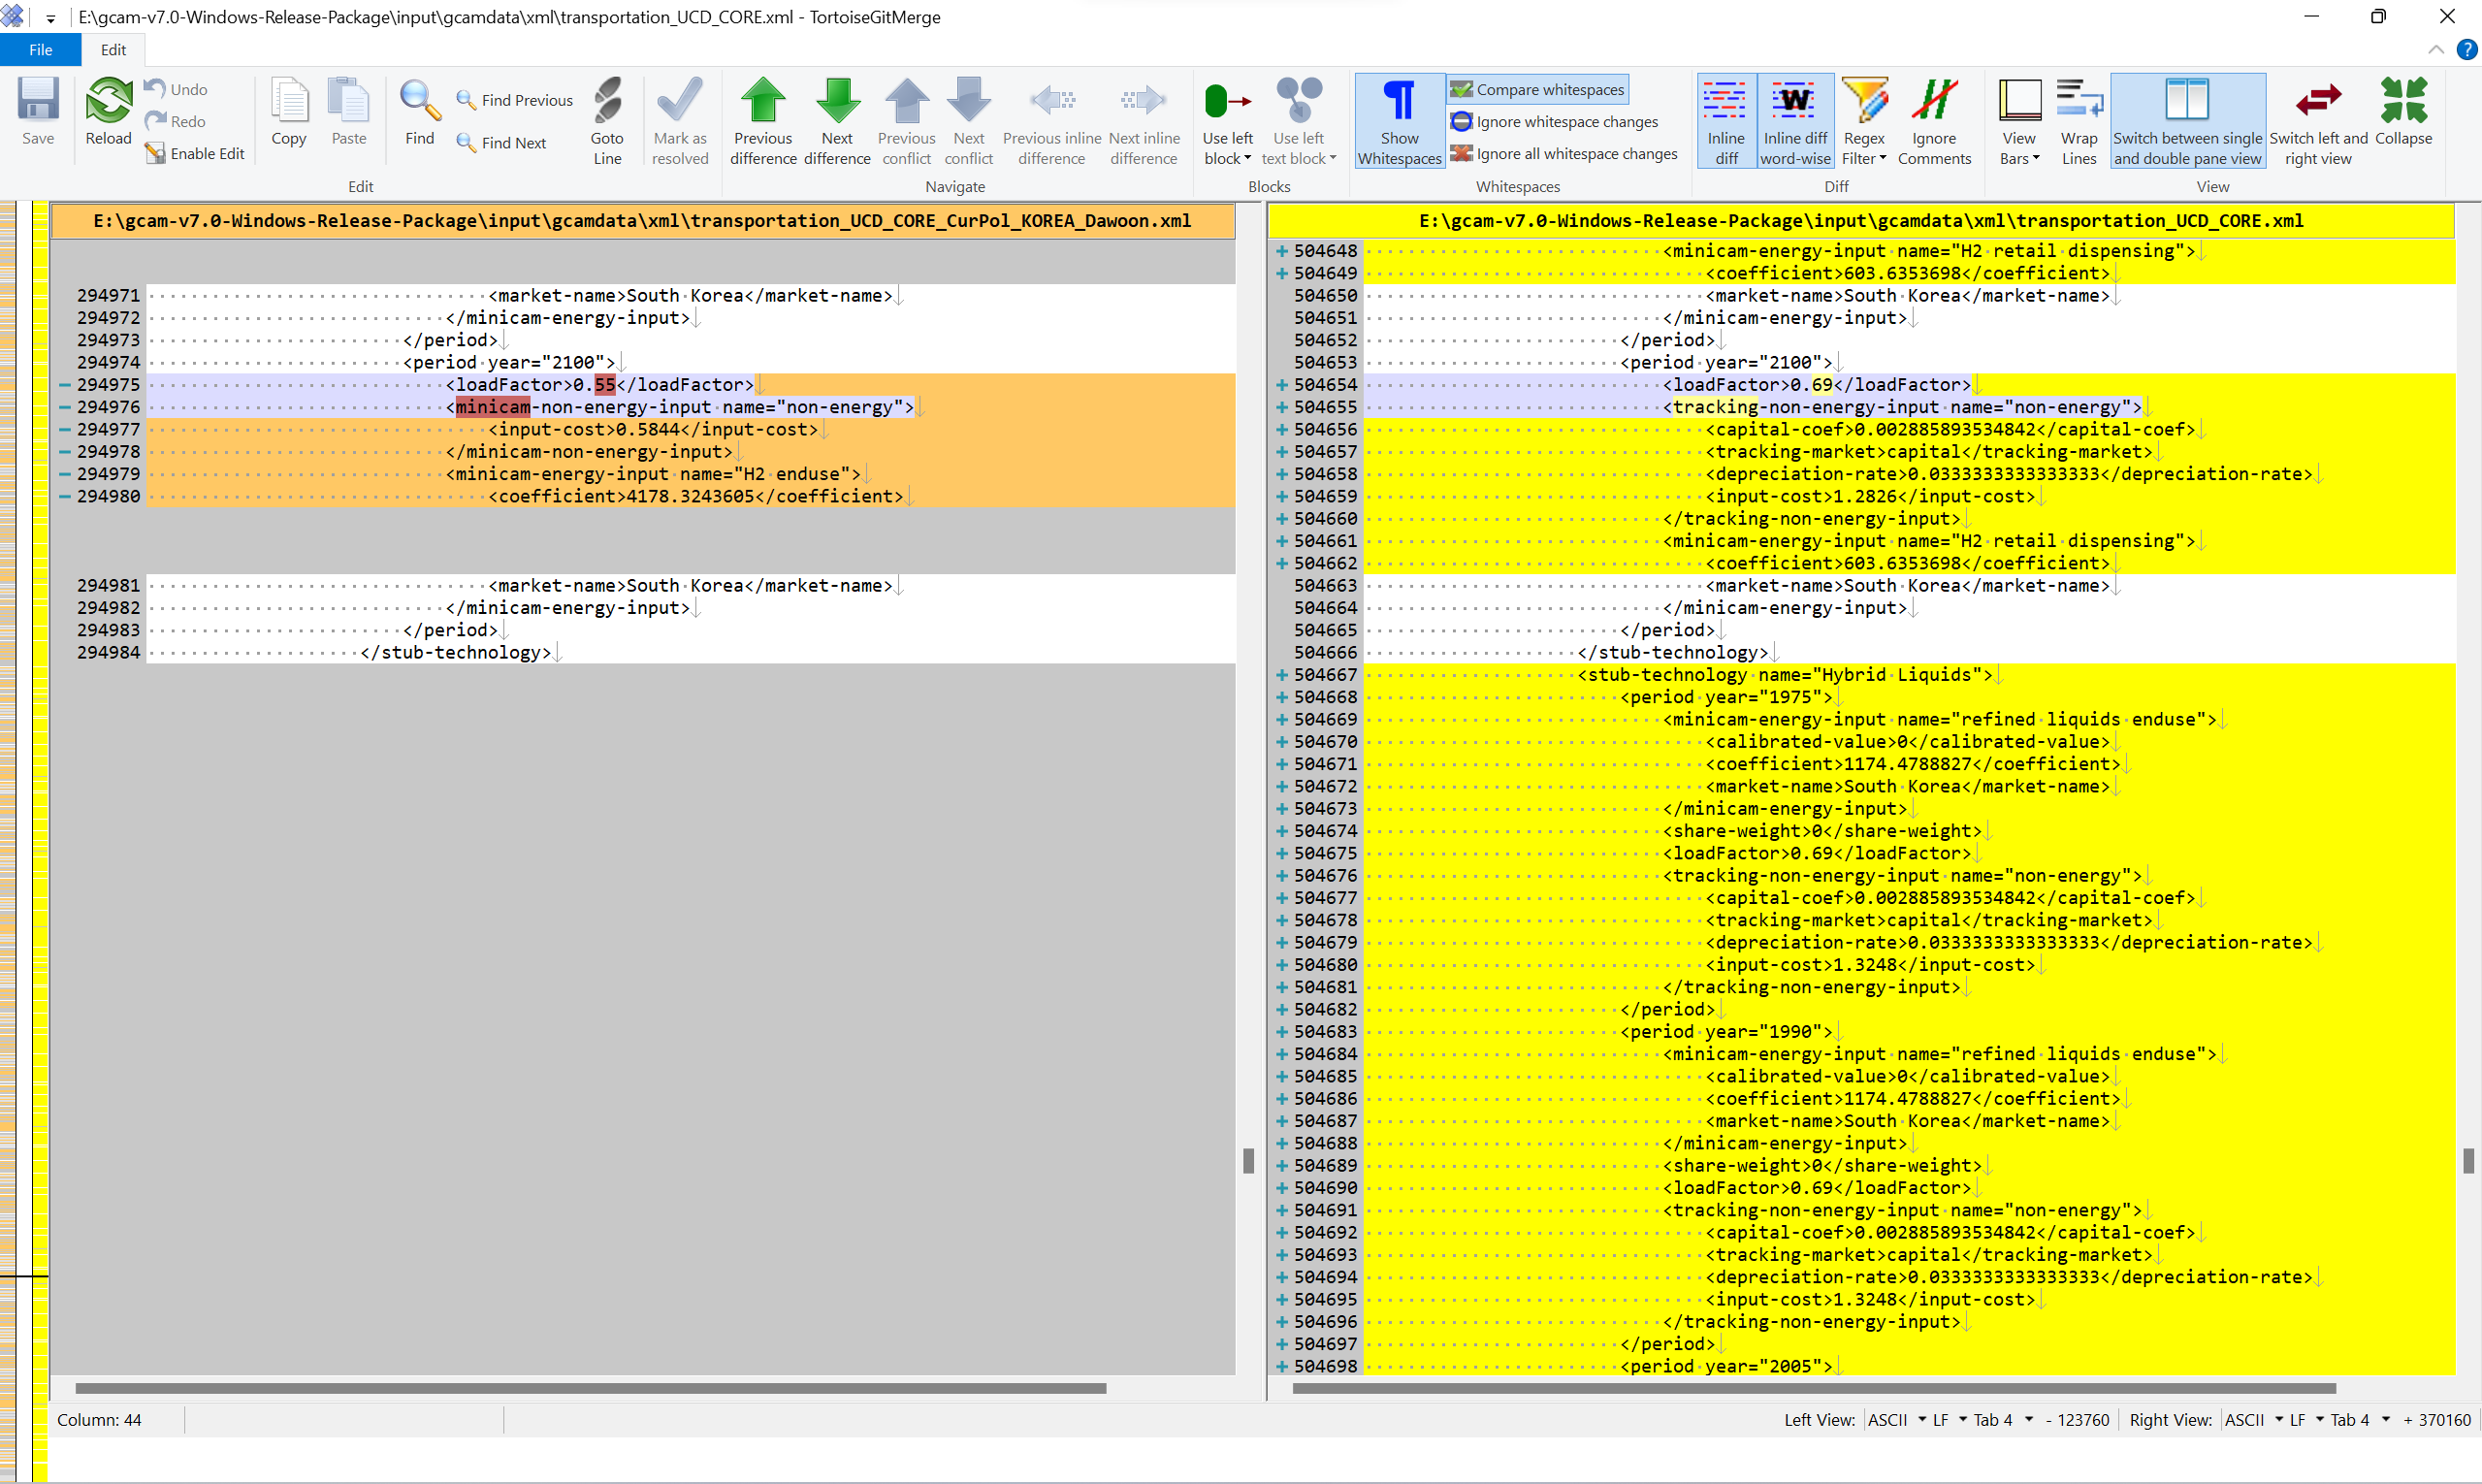 E:\gcam-v7.0-Windows-Release-Package\input\gcamdata\xml\transportation_UCD_CORE.xml - TortoiseGitMerge
File
Edit
Save
Reload
Undo
Redo
Enable Edit
Copy
Paste
Find
Find Previous
Find Next
Goto Line
Mark as resolved
Previous difference
Next difference
Previous conflict
Next conflict
Previous inline difference
Next inline difference
Use left block
Use left text block
Show Whitespaces
Compare whitespaces
Ignore whitespace changes
Ignore all whitespace changes
Inline diff
Inline diff word-wise
Regex Filter
Ignore Comments
View Bars
Wrap Lines
Switch between single and double pane view
Switch left and right view
Collapse
Edit
Navigate
Blocks
Whitespaces
Diff
View
E:\gcam-v7.0-Windows-Release-Package\input\gcamdata\xml\transportation_UCD_CORE_CurPol_KOREA_Dawoon.xml
294971 <market-name>South Korea</market-name>
294972 </minicam-energy-input>
294973 </period>
294974 <period year="2100">
294975 <loadFactor>0.55</loadFactor>
294976 <minicam-non-energy-input name="non-energy">
294977 <input-cost>0.5844</input-cost>
294978 </minicam-non-energy-input>
294979 <minicam-energy-input name="H2 enduse">
294980 <coefficient>4178.3243605</coefficient>
294981 <market-name>South Korea</market-name>
294982 </minicam-energy-input>
294983 </period>
294984 </stub-technology>
E:\gcam-v7.0-Windows-Release-Package\input\gcamdata\xml\transportation_UCD_CORE.xml
504648 <minicam-energy-input name="H2 retail dispensing">
504649 <coefficient>603.6353698</coefficient>
504650 <market-name>South Korea</market-name>
504651 </minicam-energy-input>
504652 </period>
504653 <period year="2100">
504654 <loadFactor>0.69</loadFactor>
504655 <tracking-non-energy-input name="non-energy">
504656 <capital-coef>0.002885893534842</capital-coef>
504657 <tracking-market>capital</tracking-market>
504658 <depreciation-rate>0.0333333333333333</depreciation-rate>
504659 <input-cost>1.2826</input-cost>
504660 </tracking-non-energy-input>
504661 <minicam-energy-input name="H2 retail dispensing">
504662 <coefficient>603.6353698</coefficient>
504663 <market-name>South Korea</market-name>
504664 </minicam-energy-input>
504665 </period>
504666 </stub-technology>
504667 <stub-technology name="Hybrid Liquids">
504668 <period year="1975">
504669 <minicam-energy-input name="refined liquids enduse">
504670 <calibrated-value>0</calibrated-value>
504671 <coefficient>1174.4788827</coefficient>
504672 <market-name>South Korea</market-name>
504673 </minicam-energy-input>
504674 <share-weight>0</share-weight>
504675 <loadFactor>0.69</loadFactor>
504676 <tracking-non-energy-input name="non-energy">
504677 <capital-coef>0.002885893534842</capital-coef>
504678 <tracking-market>capital</tracking-market>
504679 <depreciation-rate>0.0333333333333333</depreciation-rate>
504680 <input-cost>1.3248</input-cost>
504681 </tracking-non-energy-input>
504682 </period>
504683 <period year="1990">
504684 <minicam-energy-input name="refined liquids enduse">
504685 <calibrated-value>0</calibrated-value>
504686 <coefficient>1174.4788827</coefficient>
504687 <market-name>South Korea</market-name>
504688 </minicam-energy-input>
504689 <share-weight>0</share-weight>
504690 <loadFactor>0.69</loadFactor>
504691 <tracking-non-energy-input name="non-energy">
504692 <capital-coef>0.002885893534842</capital-coef>
504693 <tracking-market>capital</tracking-market>
504694 <depreciation-rate>0.0333333333333333</depreciation-rate>
504695 <input-cost>1.3248</input-cost>
504696 </tracking-non-energy-input>
504697 </period>
504698 <period year="2005">
Column: 44
Left View: ASCII LF Tab 4 - 123760
Right View: ASCII LF Tab 4 + 370160